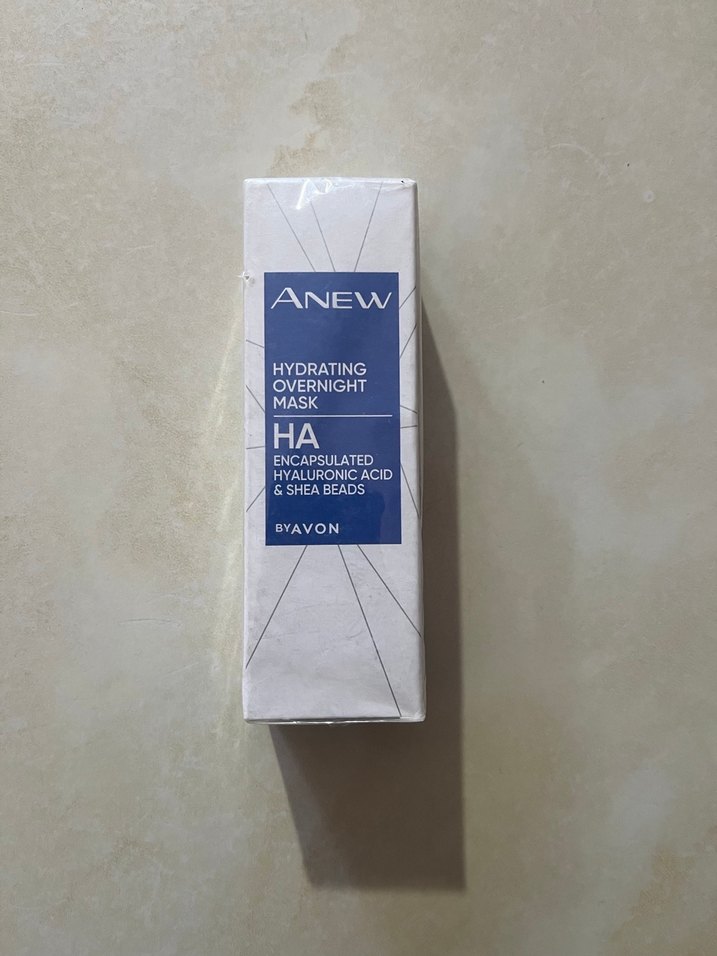 ANEW
HYDRATING
OVERNIGHT
MASK
HA
ENCAPSULATED
HYALURONIC ACID
& SHEA BEADS
BY AVON